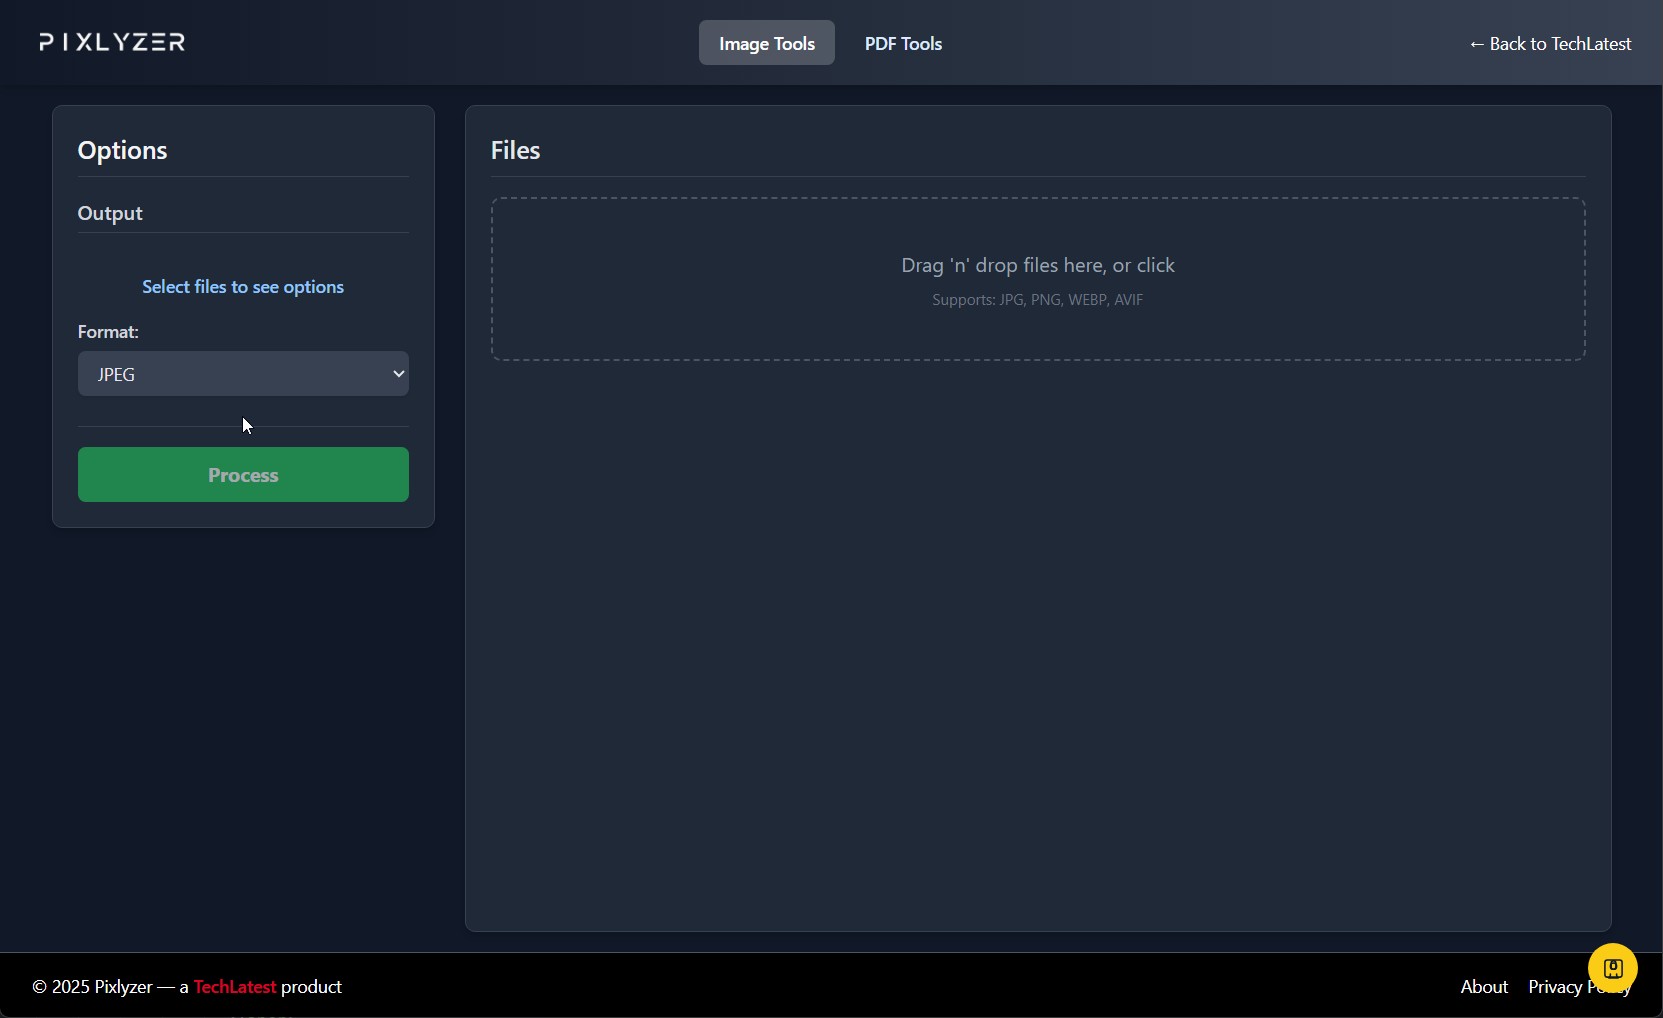 PIXLYZER
Image Tools
PDF Tools
← Back to TechLatest
Options
Output
Select files to see options
Format:
JPEG
Process
Files
Drag 'n' drop files here, or click
Supports: JPG, PNG, WEBP, AVIF
© 2025 Pixlyzer — a TechLatest product
About
Privacy